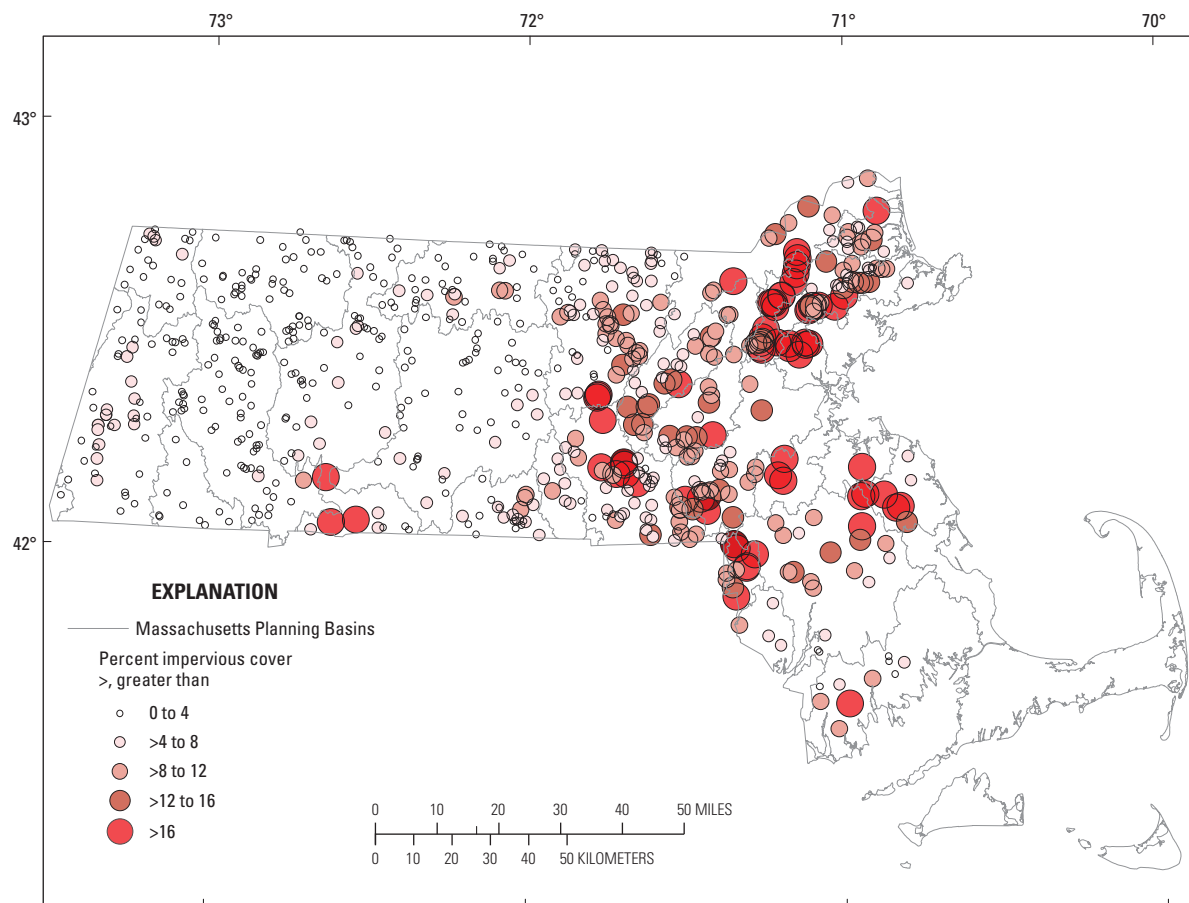 73° 72° 71° 70°
43°
42°
EXPLANATION
Massachusetts Planning Basins
Percent impervious cover
>, greater than
0 to 4
>4 to 8
>8 to 12
>12 to 16
>16
0 10 20 30 40 50 MILES
0 10 20 30 40 50 KILOMETERS